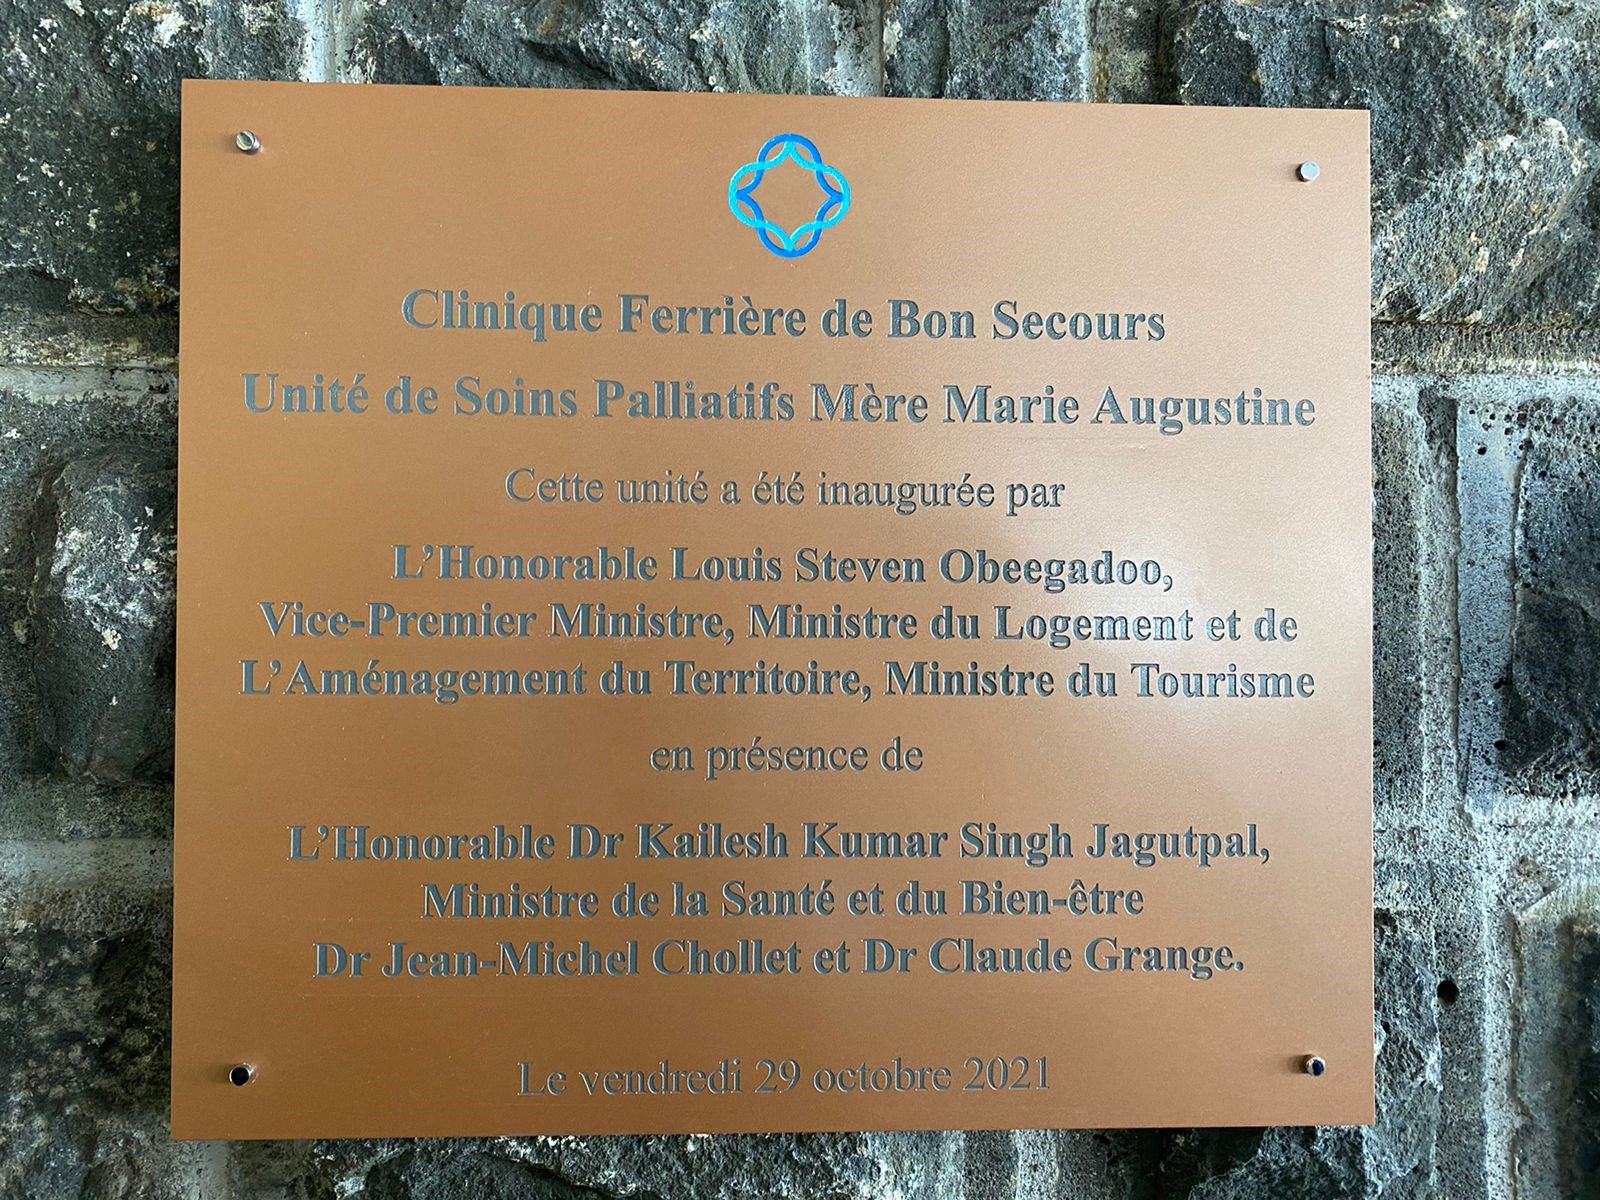 Clinique Ferrière de Bon Secours
Unité de Soins Palliatifs Mère Marie Augustine
Cette unité a été inaugurée par
L’Honorable Louis Steven Obeegadoo,
Vice-Premier Ministre, Ministre du Logement et de
L’Aménagement du Territoire, Ministre du Tourisme
en présence de
L’Honorable Dr Kailesh Kumar Singh Jagutpal,
Ministre de la Santé et du Bien-être
Dr Jean-Michel Chollet et Dr Claude Grange.
Le vendredi 29 octobre 2021